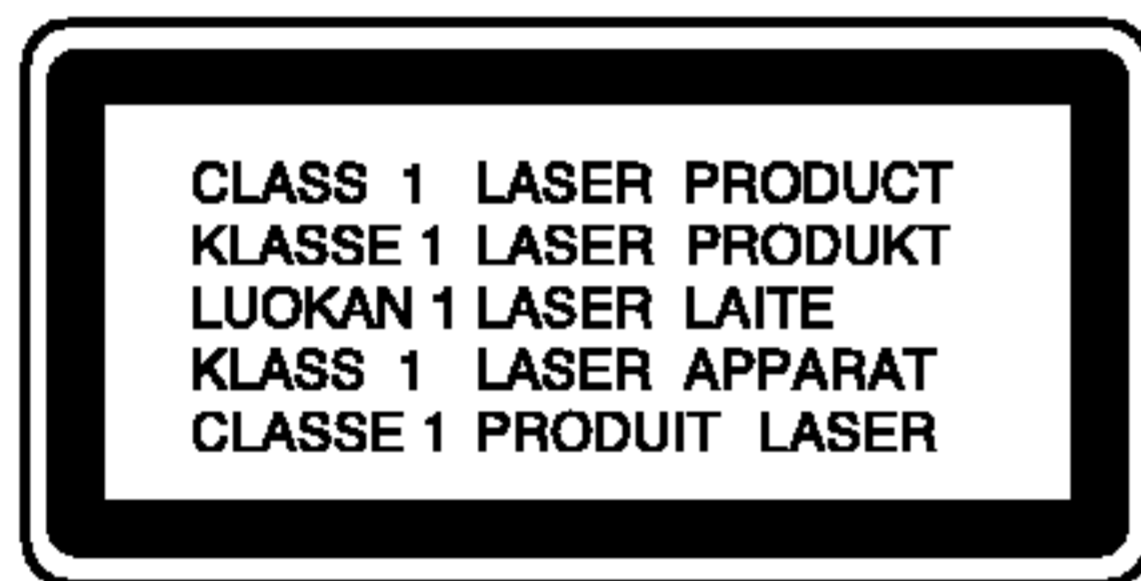 CLASS 1 LASER PRODUCT
KLASSE 1 LASER PRODUKT
LUOKAN 1 LASER LAITE
KLASS 1 LASER APPARAT
CLASSE 1 PRODUIT LASER